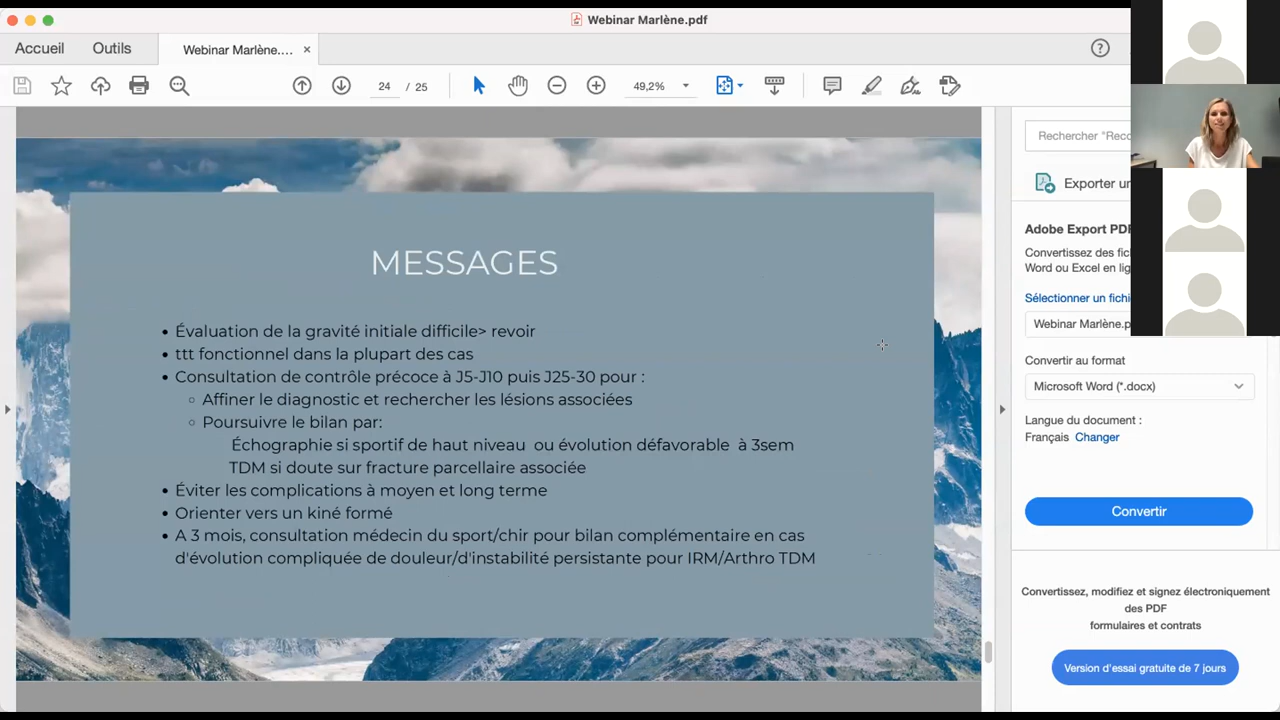 Webinar Marlène.pdf
Accueil
Outils
Webinar Marlène....
24 / 25
49,2%
MESSAGES
• Évaluation de la gravité initiale difficile> revoir
• ttt fonctionnel dans la plupart des cas
• Consultation de contrôle précoce à J5-J10 puis J25-30 pour :
◦ Affiner le diagnostic et rechercher les lésions associées
◦ Poursuivre le bilan par:
Échographie si sportif de haut niveau ou évolution défavorable à 3sem
TDM si doute sur fracture parcellaire associée
• Éviter les complications à moyen et long terme
• Orienter vers un kiné formé
• A 3 mois, consultation médecin du sport/chir pour bilan complémentaire en cas
d'évolution compliquée de douleur/d'instabilité persistante pour IRM/Arthro TDM
Rechercher "Reco
Exporter un
Adobe Export PDF
Convertissez des fic
Word ou Excel en lig
Sélectionner un fichi
Webinar Marlène.p
Convertir au format
Microsoft Word (*.docx)
Langue du document :
Français Changer
Convertir
Convertissez, modifiez et signez électroniquement
des PDF
formulaires et contrats
Version d'essai gratuite de 7 jours